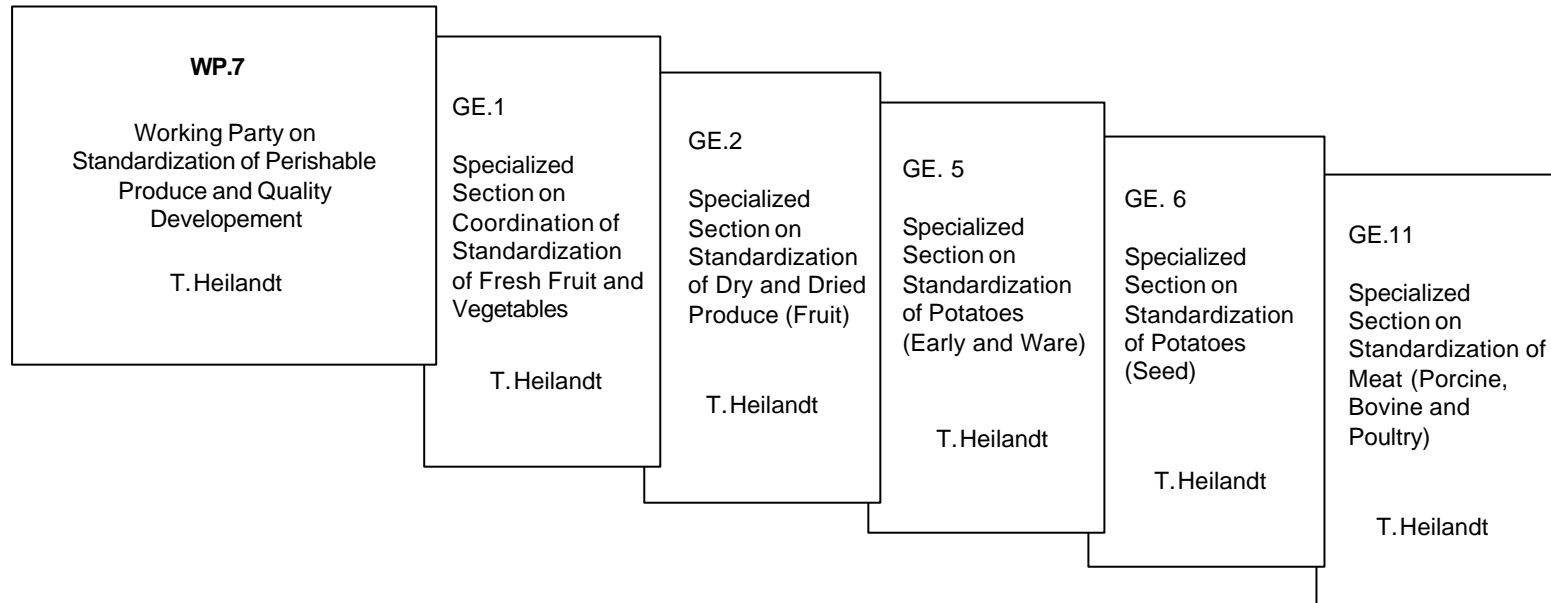 WP.7
Working Party on
Standardization of Perishable
Produce and Quality
Developement
T.Heilandt
GE.1
Specialized
Section on
Coordination of
Standardization
of Fresh Fruit and
Vegetables
T.Heilandt
GE.2
Specialized
Section on
Standardization
of Dry and Dried
Produce (Fruit)
T.Heilandt
GE. 5
Specialized
Section on
Standardization
of Potatoes
(Early and Ware)
T.Heilandt
GE. 6
Specialized
Section on
Standardization
of Potatoes
(Seed)
T.Heilandt
GE.11
Specialized
Section on
Standardization of
Meat (Porcine,
Bovine and
Poultry)
T.Heilandt